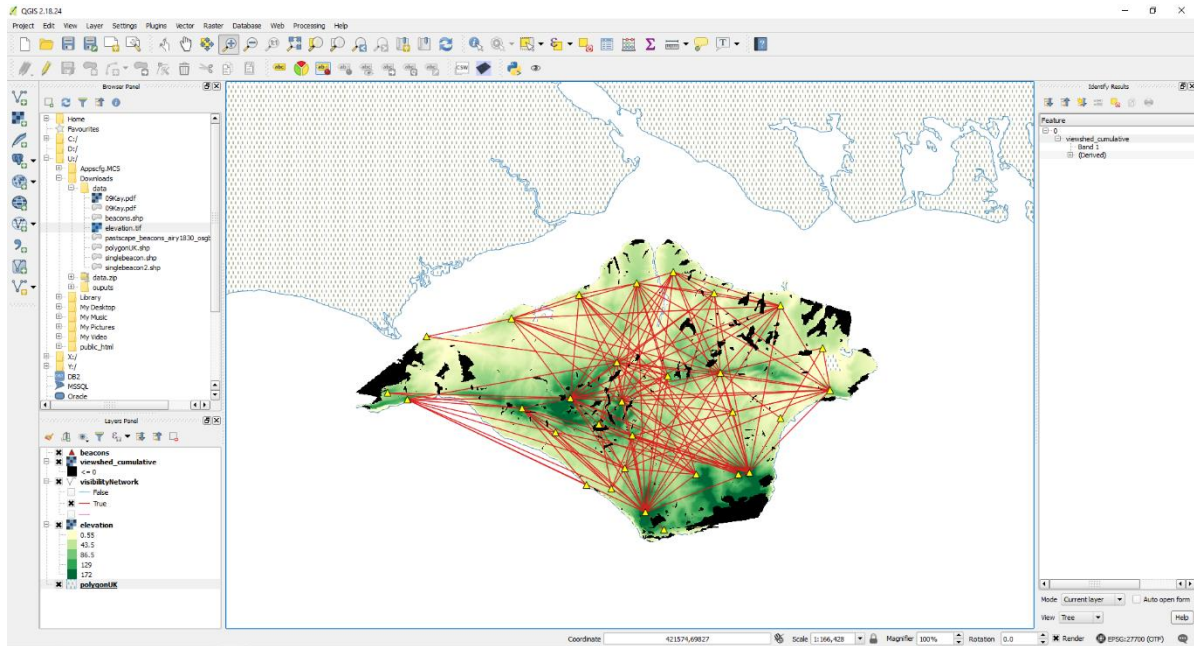 QGIS 2.18.24
Project Edit View Layer Settings Plugins Vector Raster Database Web Processing Help
Browser Panel
Home
Favourites
C:/
D:/
U:/
Appscfg.MCS
Downloads
data
09Kay.pdf
09Kay.pdf
beacons.shp
elevation.tif
pastscape_beacons_airy1830_osgb
polygonUK.shp
singlebeacon.shp
singlebeacon2.shp
data.zip
ouputs
Library
My Desktop
My Music
My Pictures
My Video
public_html
X:/
Y:/
DB2
MSSQL
Oracle
Layers Panel
beacons
viewshed_cumulative
<= 0
visibilityNetwork
False
True
elevation
0.55
43.5
86.5
129
172
polygonUK
Identify Results
Feature
0
viewshed_cumulative
Band 1
(Derived)
Mode Current layer Auto open form
View Tree Help
Coordinate 421574,69827 Scale 1:166,428 Magnifier 100% Rotation 0.0 Render EPSG:27700 (OTF)